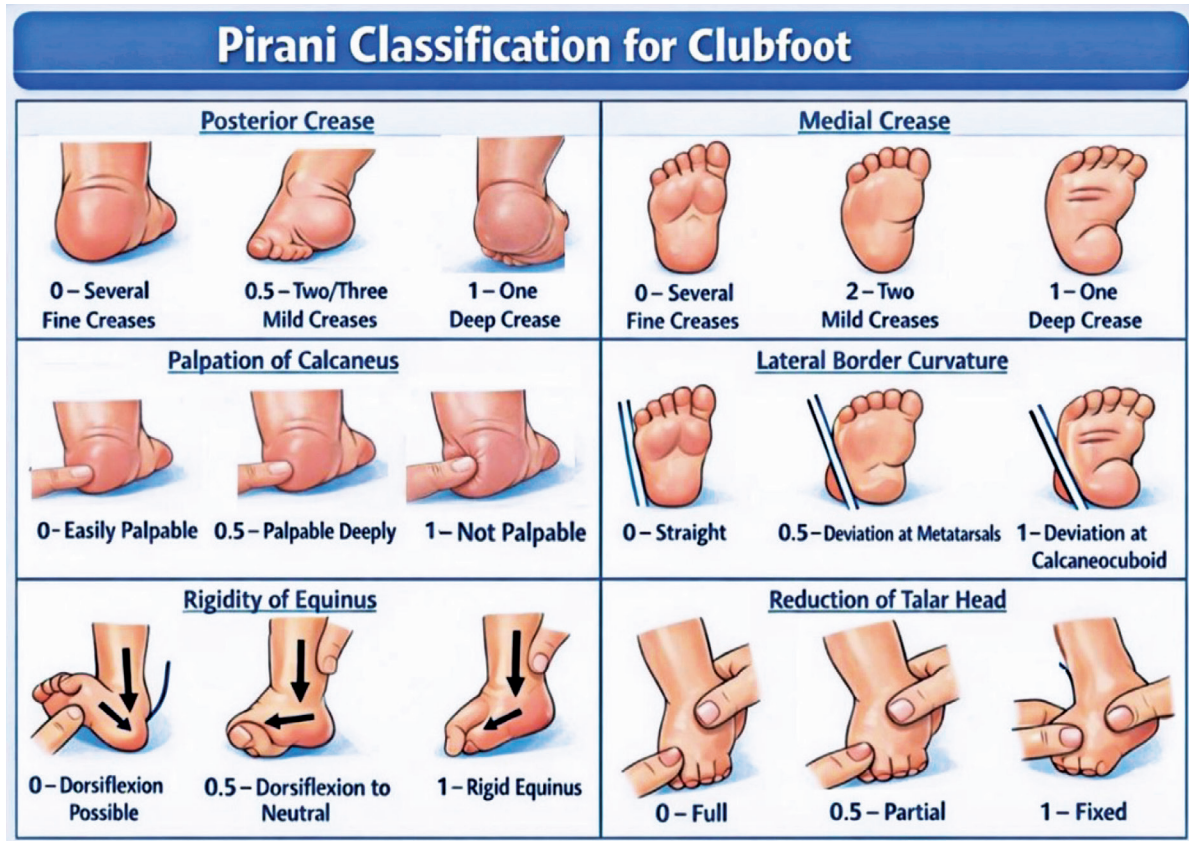 Pirani Classification for Clubfoot
Posterior Crease
0 – Several
Fine Creases
0.5 – Two/Three
Mild Creases
1 – One
Deep Crease
Medial Crease
0 – Several
Fine Creases
2 – Two
Mild Creases
1 – One
Deep Crease
Palpation of Calcaneus
0 – Easily Palpable
0.5 – Palpable Deeply
1 – Not Palpable
Lateral Border Curvature
0 – Straight
0.5 – Deviation at Metatarsals
1 – Deviation at
Calcaneocuboid
Rigidity of Equinus
0 – Dorsiflexion
Possible
0.5 – Dorsiflexion to
Neutral
1 – Rigid Equinus
Reduction of Talar Head
0 – Full
0.5 – Partial
1 – Fixed